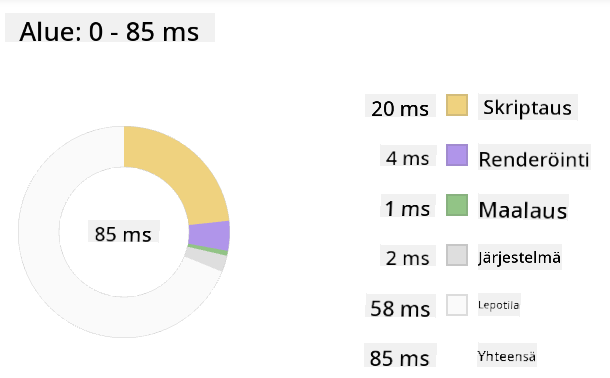 Alue: 0 - 85 ms
20 ms Skriptaus
4 ms Renderöinti
1 ms Maalaus
85 ms
2 ms Järjestelmä
58 ms Lepotila
85 ms Yhteensä